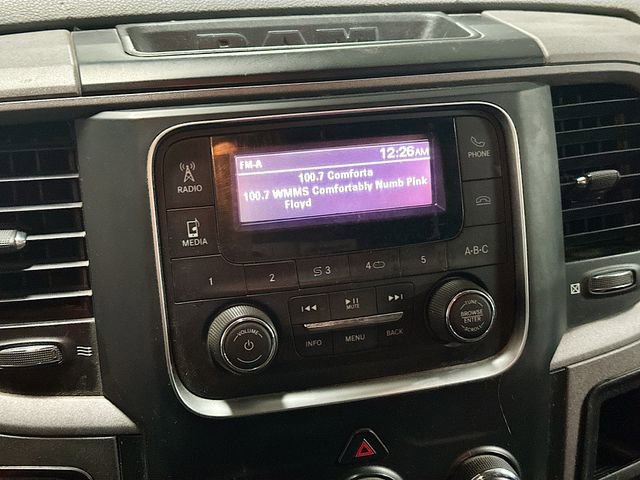 RAM
FM-A 12:26AM
100.7 Comforta
100.7 WMMS Comfortably Numb Pink
Floyd
RADIO
PHONE
MEDIA
A-B-C
1 2 3 4 5
MUTE
VOLUME
INFO MENU BACK
TUNE
BROWSE
ENTER
SCROLL